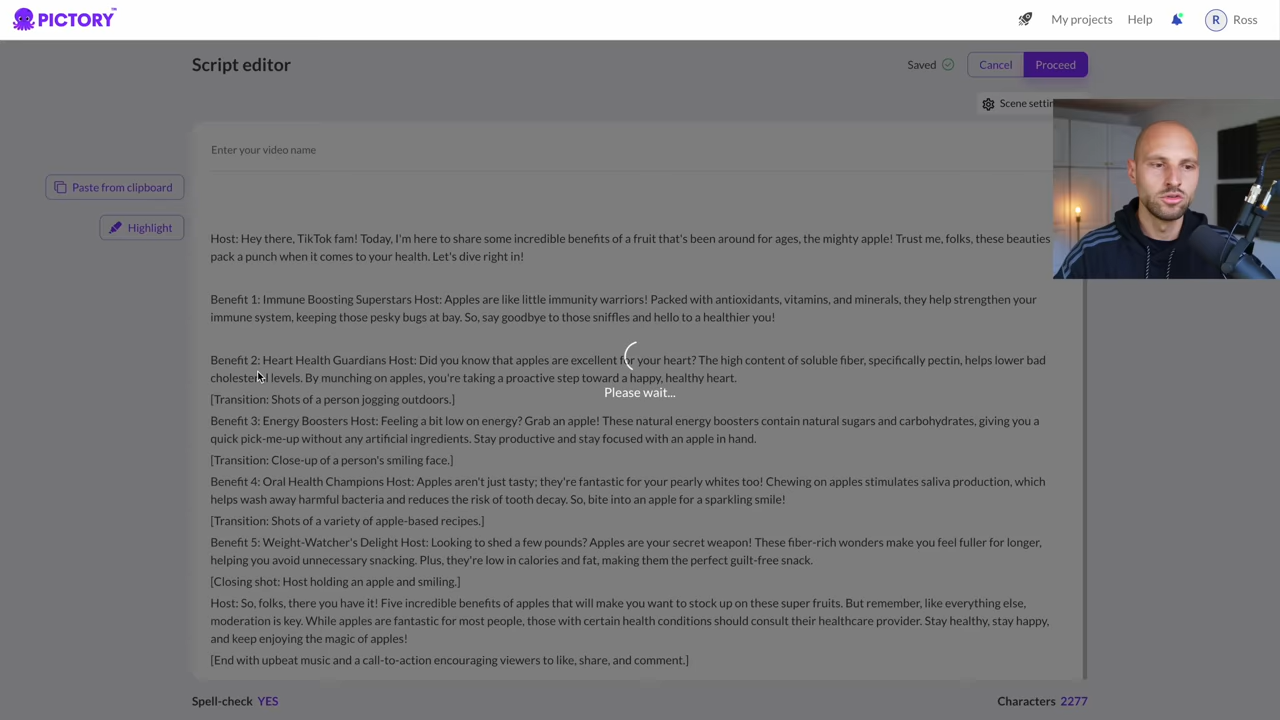 PICTORY™
My projects
Help
R
Ross
Script editor
Saved
Cancel
Proceed
Scene settin
Enter your video name
Paste from clipboard
Highlight
Host: Hey there, TikTok fam! Today, I'm here to share some incredible benefits of a fruit that's been around for ages, the mighty apple! Trust me, folks, these beauties
pack a punch when it comes to your health. Let's dive right in!
Benefit 1: Immune Boosting Superstars Host: Apples are like little immunity warriors! Packed with antioxidants, vitamins, and minerals, they help strengthen your
immune system, keeping those pesky bugs at bay. So, say goodbye to those sniffles and hello to a healthier you!
Benefit 2: Heart Health Guardians Host: Did you know that apples are excellent for your heart? The high content of soluble fiber, specifically pectin, helps lower bad
cholesterol levels. By munching on apples, you're taking a proactive step toward a happy, healthy heart.
Please wait...
[Transition: Shots of a person jogging outdoors.]
Benefit 3: Energy Boosters Host: Feeling a bit low on energy? Grab an apple! These natural energy boosters contain natural sugars and carbohydrates, giving you a
quick pick-me-up without any artificial ingredients. Stay productive and stay focused with an apple in hand.
[Transition: Close-up of a person's smiling face.]
Benefit 4: Oral Health Champions Host: Apples aren't just tasty; they're fantastic for your pearly whites too! Chewing on apples stimulates saliva production, which
helps wash away harmful bacteria and reduces the risk of tooth decay. So, bite into an apple for a sparkling smile!
[Transition: Shots of a variety of apple-based recipes.]
Benefit 5: Weight-Watcher's Delight Host: Looking to shed a few pounds? Apples are your secret weapon! These fiber-rich wonders make you feel fuller for longer,
helping you avoid unnecessary snacking. Plus, they're low in calories and fat, making them the perfect guilt-free snack.
[Closing shot: Host holding an apple and smiling.]
Host: So, folks, there you have it! Five incredible benefits of apples that will make you want to stock up on these super fruits. But remember, like everything else,
moderation is key. While apples are fantastic for most people, those with certain health conditions should consult their healthcare provider. Stay healthy, stay happy,
and keep enjoying the magic of apples!
[End with upbeat music and a call-to-action encouraging viewers to like, share, and comment.]
Spell-check YES
Characters 2277